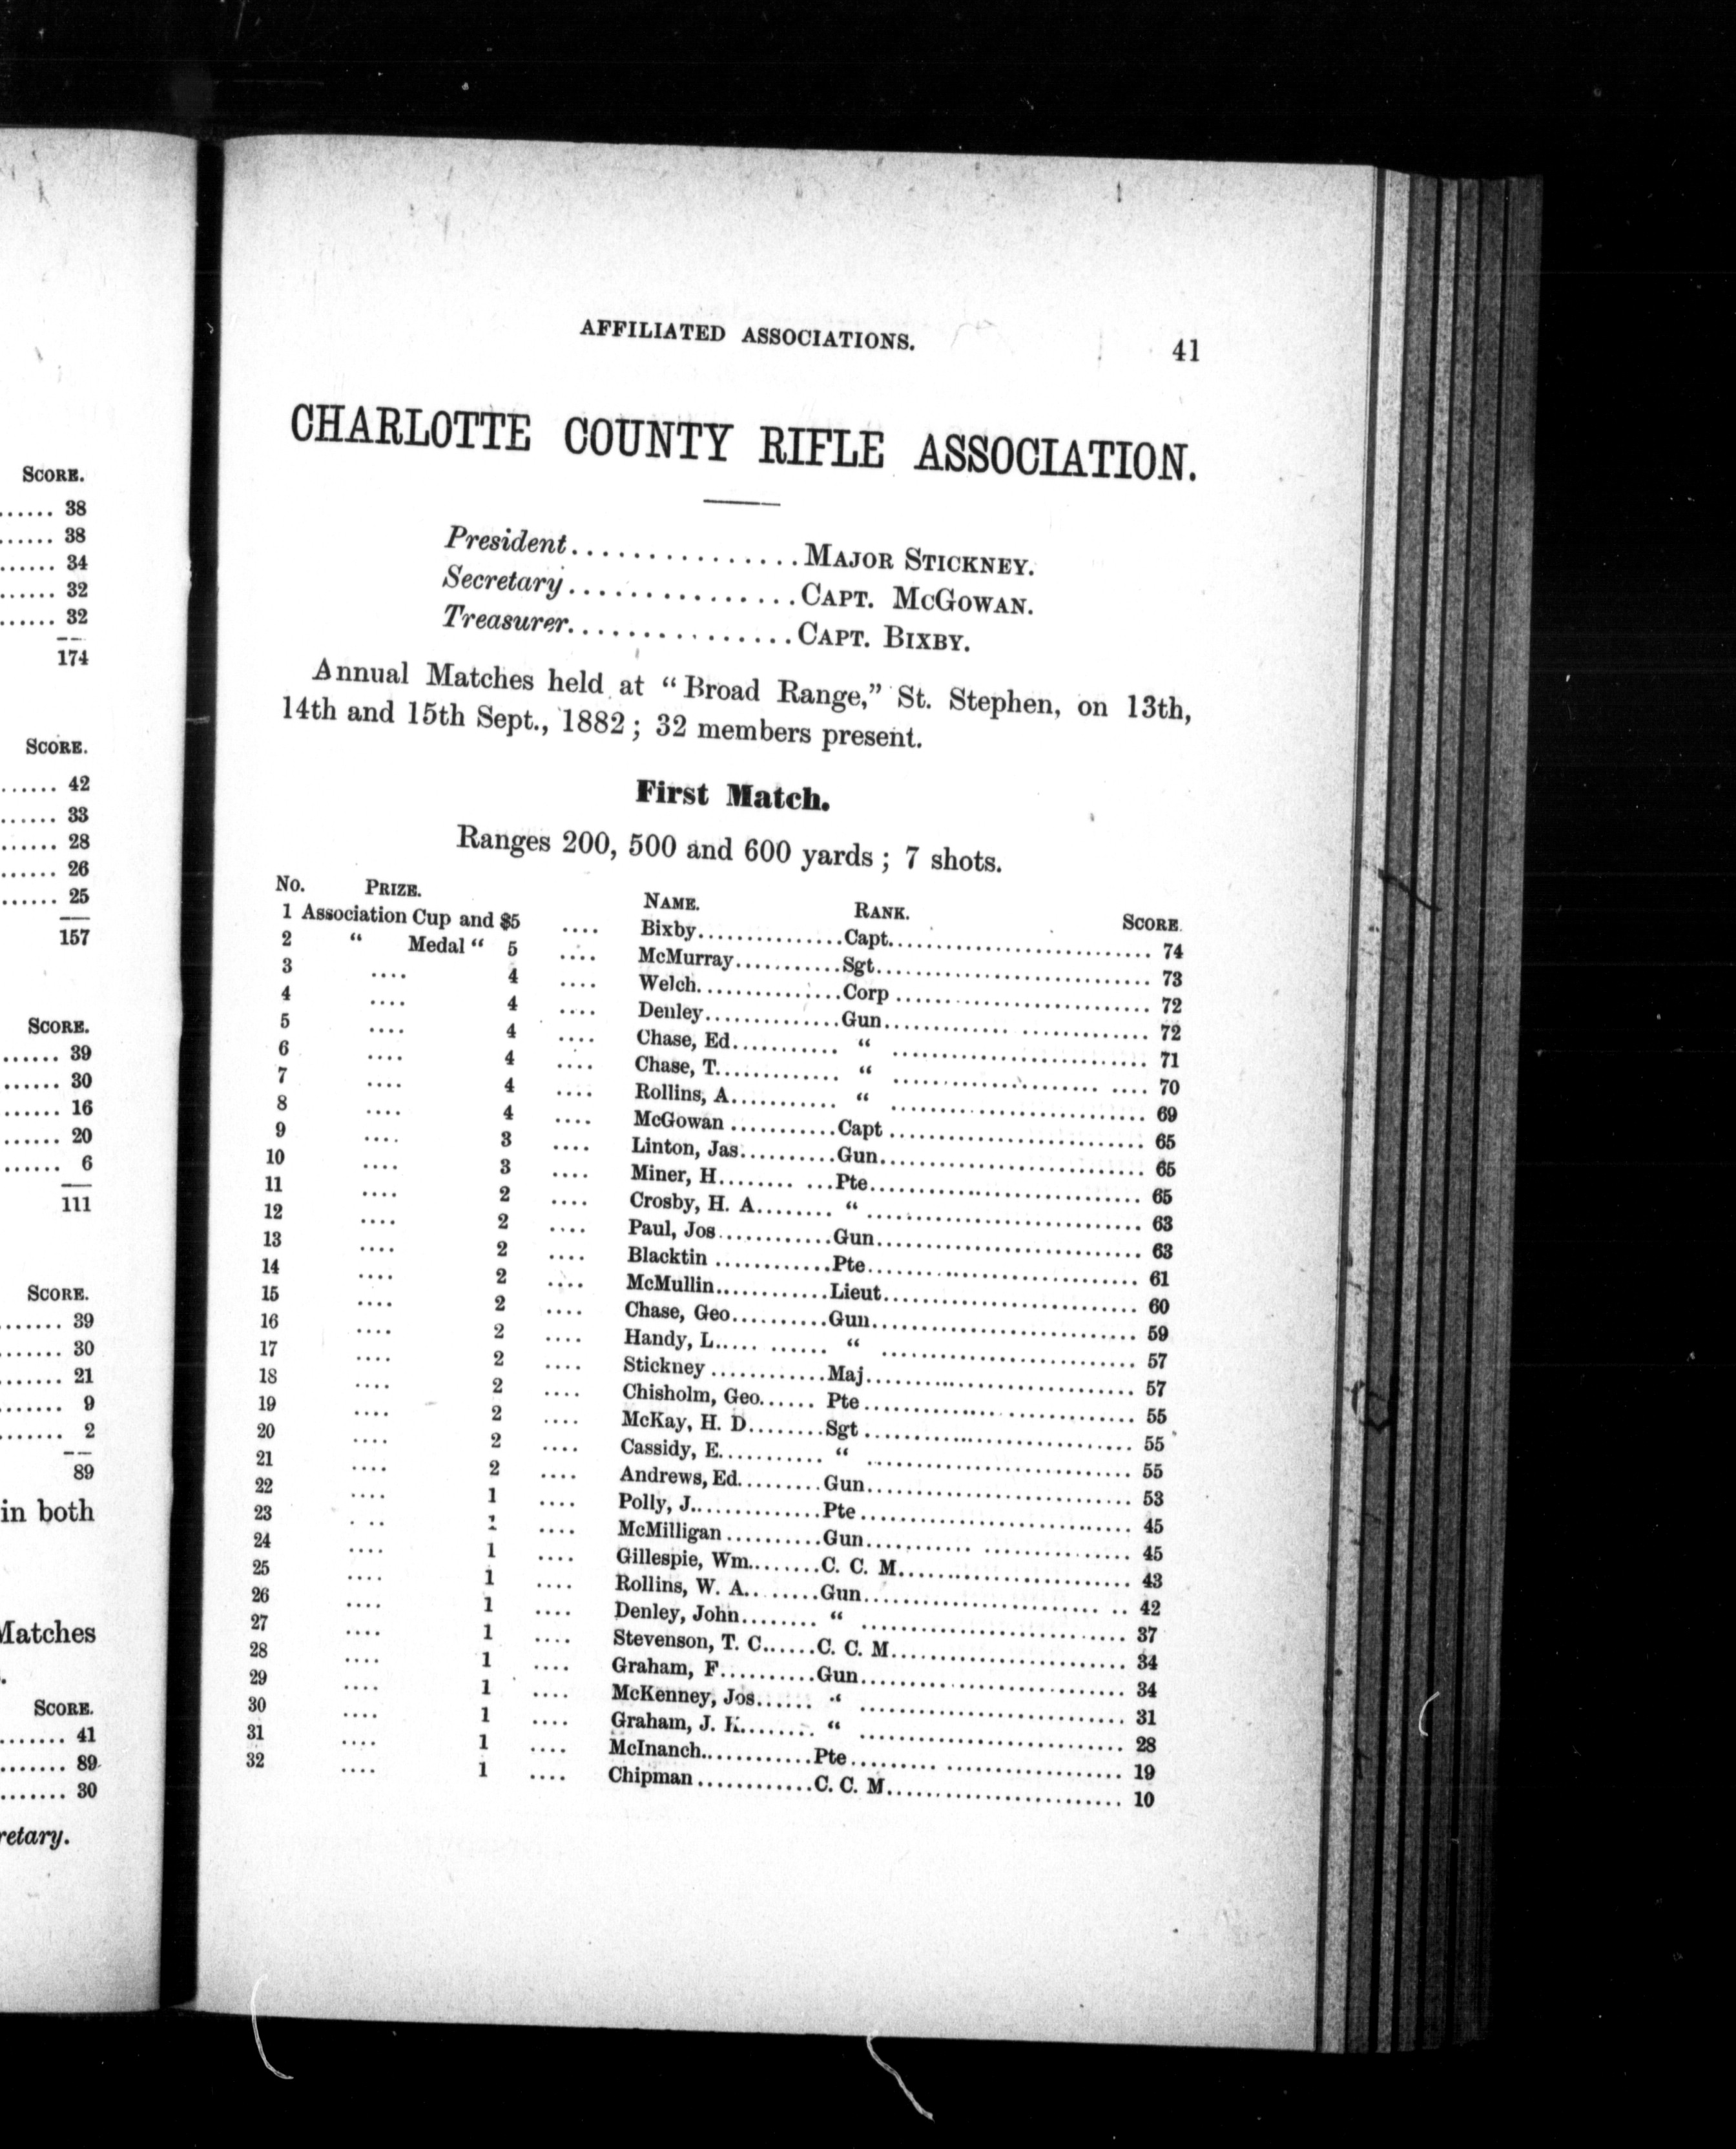 SCORE.
...... 38
...... 38
...... 34
...... 32
...... 32
174
SCORE.
...... 42
...... 33
...... 28
...... 26
...... 25
157
SCORE.
...... 39
...... 30
...... 16
...... 20
...... 6
111
SCORE.
....... 39
....... 30
....... 21
....... 9
....... 2
89
in both
Matches
SCORE.
....... 41
....... 89
....... 30
retary.
AFFILIATED ASSOCIATIONS. 41
CHARLOTTE COUNTY RIFLE ASSOCIATION.
President............... MAJOR STICKNEY.
Secretary............... CAPT. McGOWAN.
Treasurer............... CAPT. BIXBY.
Annual Matches held at “Broad Range,” St. Stephen, on 13th,
14th and 15th Sept., 1882; 32 members present.
First Match.
Ranges 200, 500 and 600 yards; 7 shots.
No. PRIZE. NAME. RANK. SCORE.
1 Association Cup and $5 .... Bixby...............Capt........................... 74
2 “ Medal “ 5 .... McMurray...........Sgt........................... 73
3 .... 4 .... Welch...............Corp ......................... 72
4 .... 4 .... Denley..............Gun........................... 72
5 .... 4 .... Chase, Ed........... “ .......................... 71
6 .... 4 .... Chase, T............ “ ....................... .... 70
7 .... 4 .... Rollins, A........... “ .......................... 69
8 .... 4 .... McGowan ...........Capt .......................... 65
9 .... 3 .... Linton, Jas..........Gun........................... 65
10 .... 3 .... Miner, H........ ...Pte........................... 65
11 .... 2 .... Crosby, H. A........ “ ........................... 63
12 .... 2 .... Paul, Jos............Gun........................... 63
13 .... 2 .... Blacktin ............Pte........................... 61
14 .... 2 .... McMullin............Lieut.......................... 60
15 .... 2 .... Chase, Geo..........Gun........................... 59
16 .... 2 .... Handy, L..... ...... “ .......................... 57
17 .... 2 .... Stickney ............Maj........................... 57
18 .... 2 .... Chisholm, Geo...... Pte ........................... 55
19 .... 2 .... McKay, H. D........Sgt ........................... 55
20 .... 2 .... Cassidy, E........... “ ........................... 55
21 .... 2 .... Andrews, Ed.........Gun........................... 53
22 .... 1 .... Polly, J..............Pte ........................... 45
23 .... 1 .... McMilligan ..........Gun........................... 45
24 .... 1 .... Gillespie, Wm........C. C. M........................ 43
25 .... 1 .... Rollins, W. A........Gun........................ .. 42
26 .... 1 .... Denley, John........ “ .......................... 37
27 .... 1 .... Stevenson, T. C......C. C. M........................ 34
28 .... 1 .... Graham, F..........Gun........................... 34
29 .... 1 .... McKenney, Jos...... “ .......................... 31
30 .... 1 .... Graham, J. K........ “ .......................... 28
31 .... 1 .... McInanch............Pte........................... 19
32 .... 1 .... Chipman ............C. C. M........................ 10